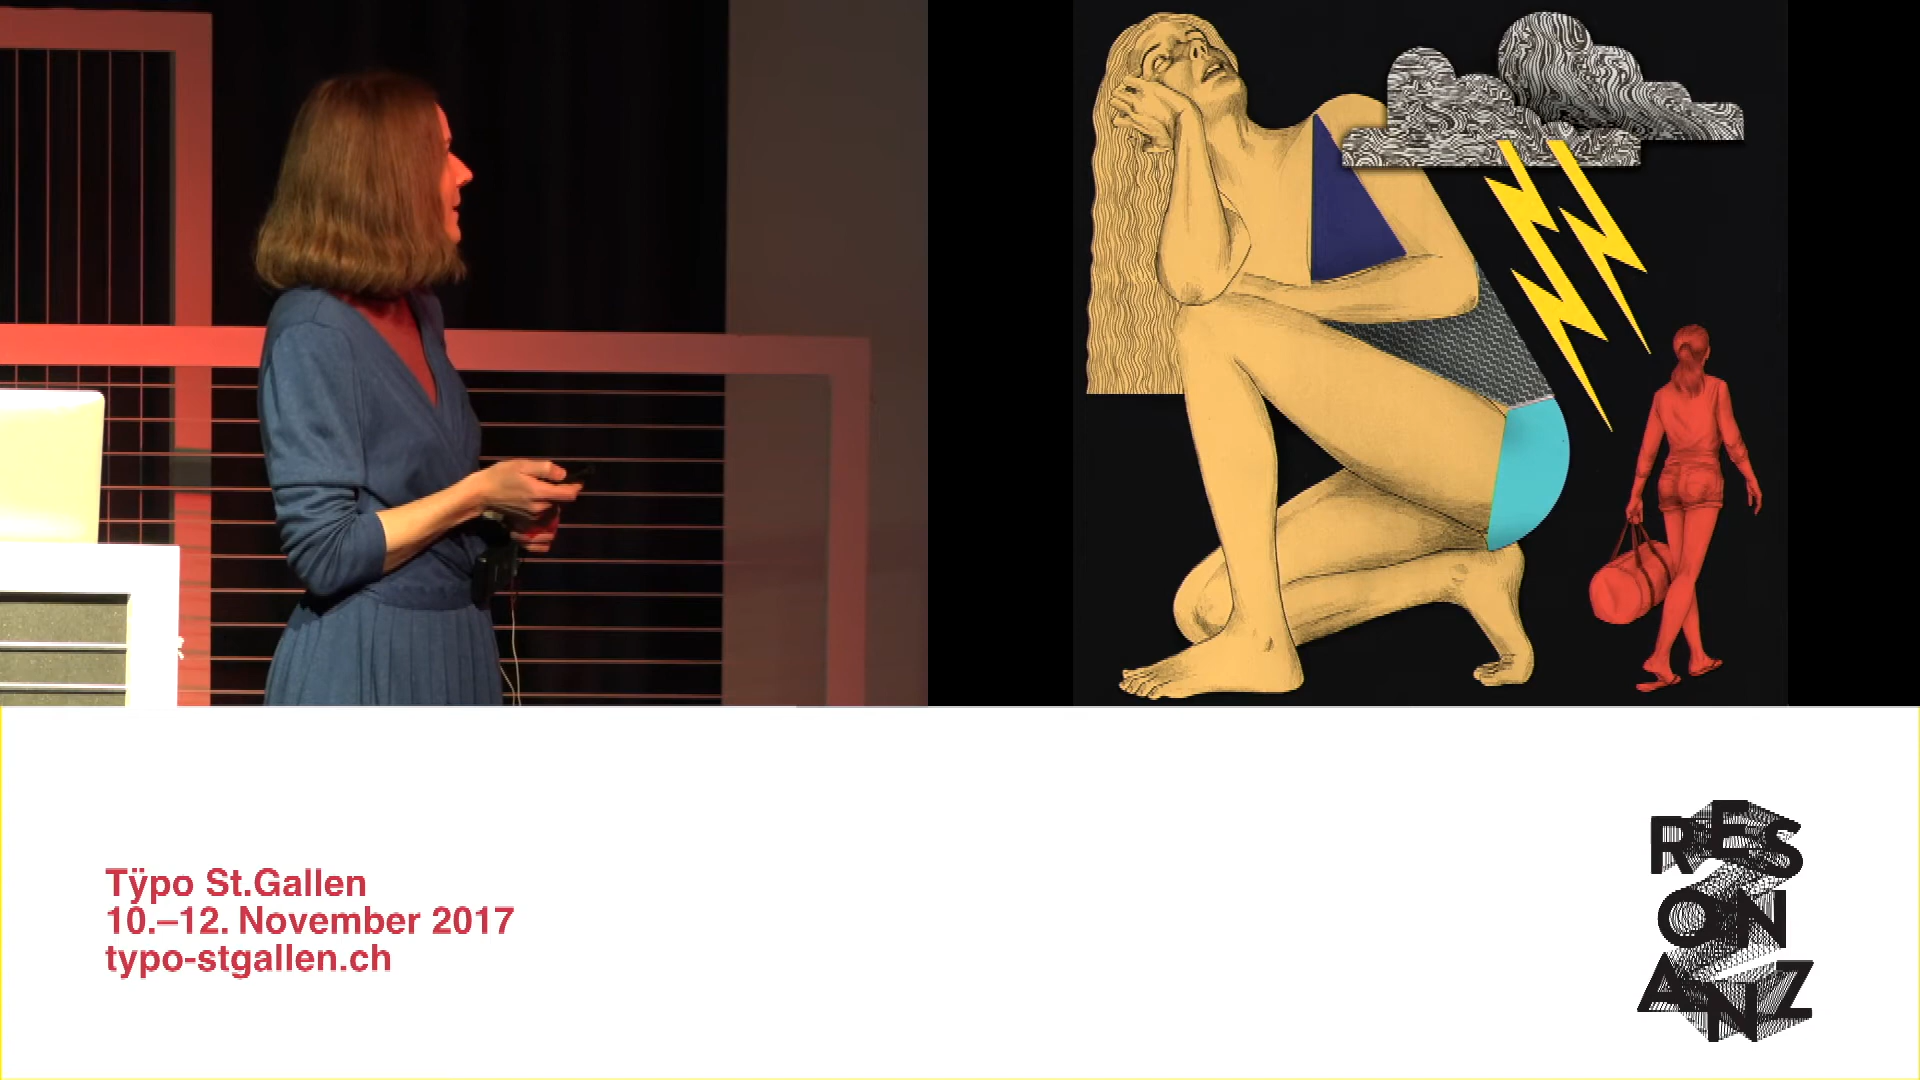 Tÿpo St.Gallen
10.–12. November 2017
typo-stgallen.ch
RES
ON
ANZ